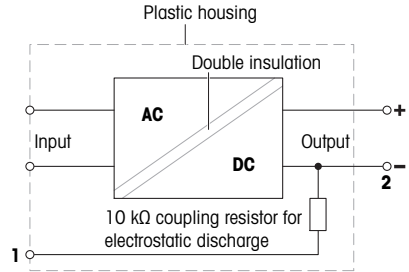 Plastic housing
Double insulation
AC
+
Input
Output
DC
–
2
10 kΩ coupling resistor for
electrostatic discharge
1